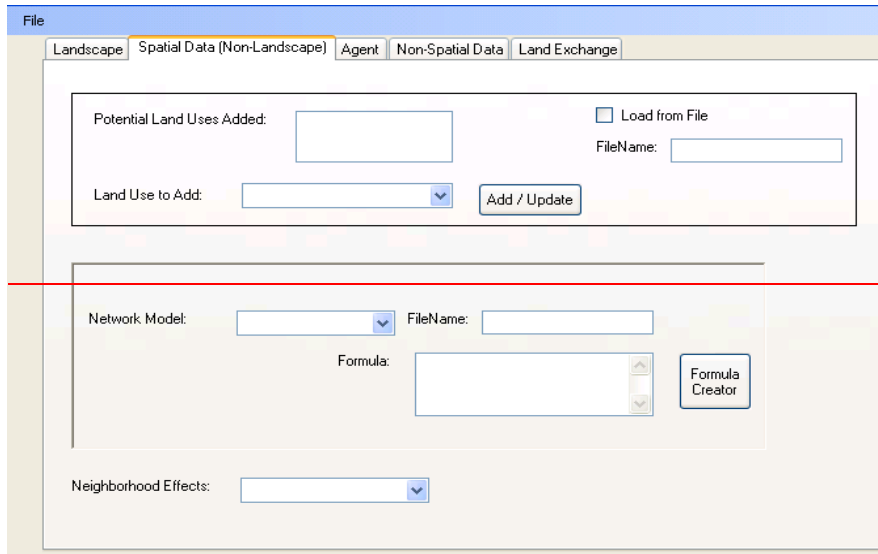 File
Landscape Spatial Data (Non-Landscape) Agent Non-Spatial Data Land Exchange
Potential Land Uses Added:
Load from File
FileName:
Land Use to Add:
Add / Update
Network Model:
FileName:
Formula:
Formula
Creator
Neighborhood Effects: